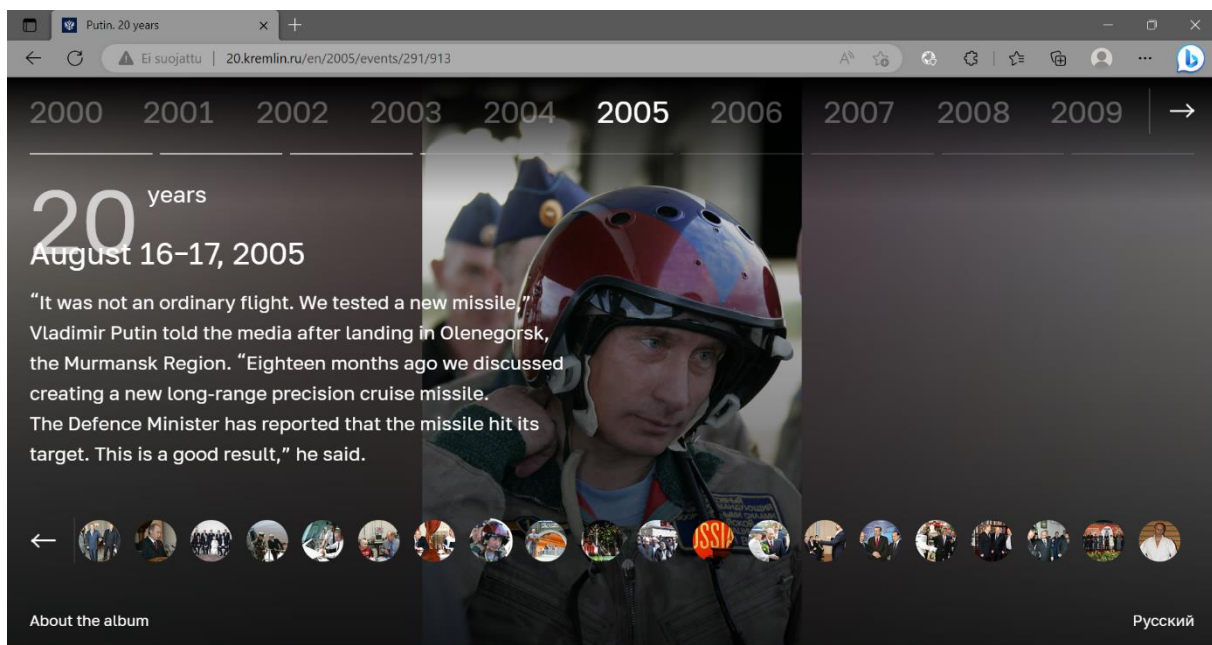 Putin. 20 years
Ei suojattu
20.kremlin.ru/en/2005/events/291/913
2000 2001 2002 2003 2004 2005 2006 2007 2008 2009
20 years
August 16–17, 2005
“It was not an ordinary flight. We tested a new missile,”
Vladimir Putin told the media after landing in Olenegorsk,
the Murmansk Region. “Eighteen months ago we discussed
creating a new long-range precision cruise missile.
The Defence Minister has reported that the missile hit its
target. This is a good result,” he said.
About the album
Русский